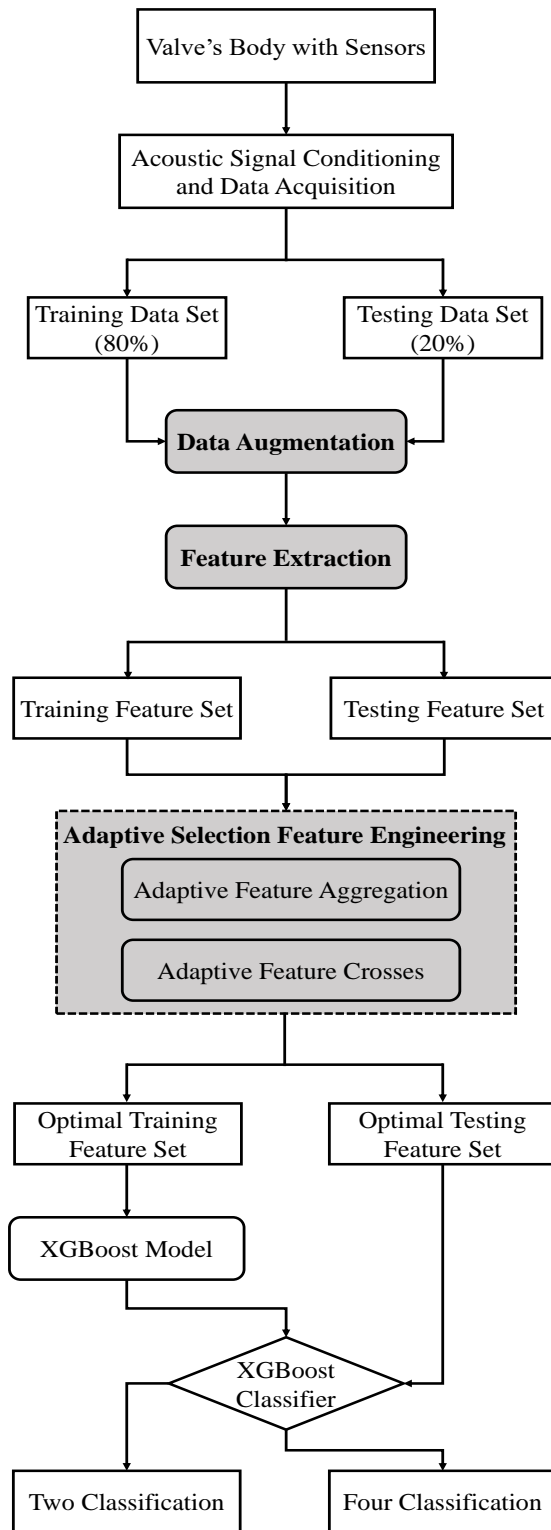 Valve’s Body with Sensors
Acoustic Signal Conditioning
and Data Acquisition
Training Data Set
(80%)
Testing Data Set
(20%)
Data Augmentation
Feature Extraction
Training Feature Set
Testing Feature Set
Adaptive Selection Feature Engineering
Adaptive Feature Aggregation
Adaptive Feature Crosses
Optimal Training
Feature Set
Optimal Testing
Feature Set
XGBoost Model
XGBoost
Classifier
Two Classification
Four Classification